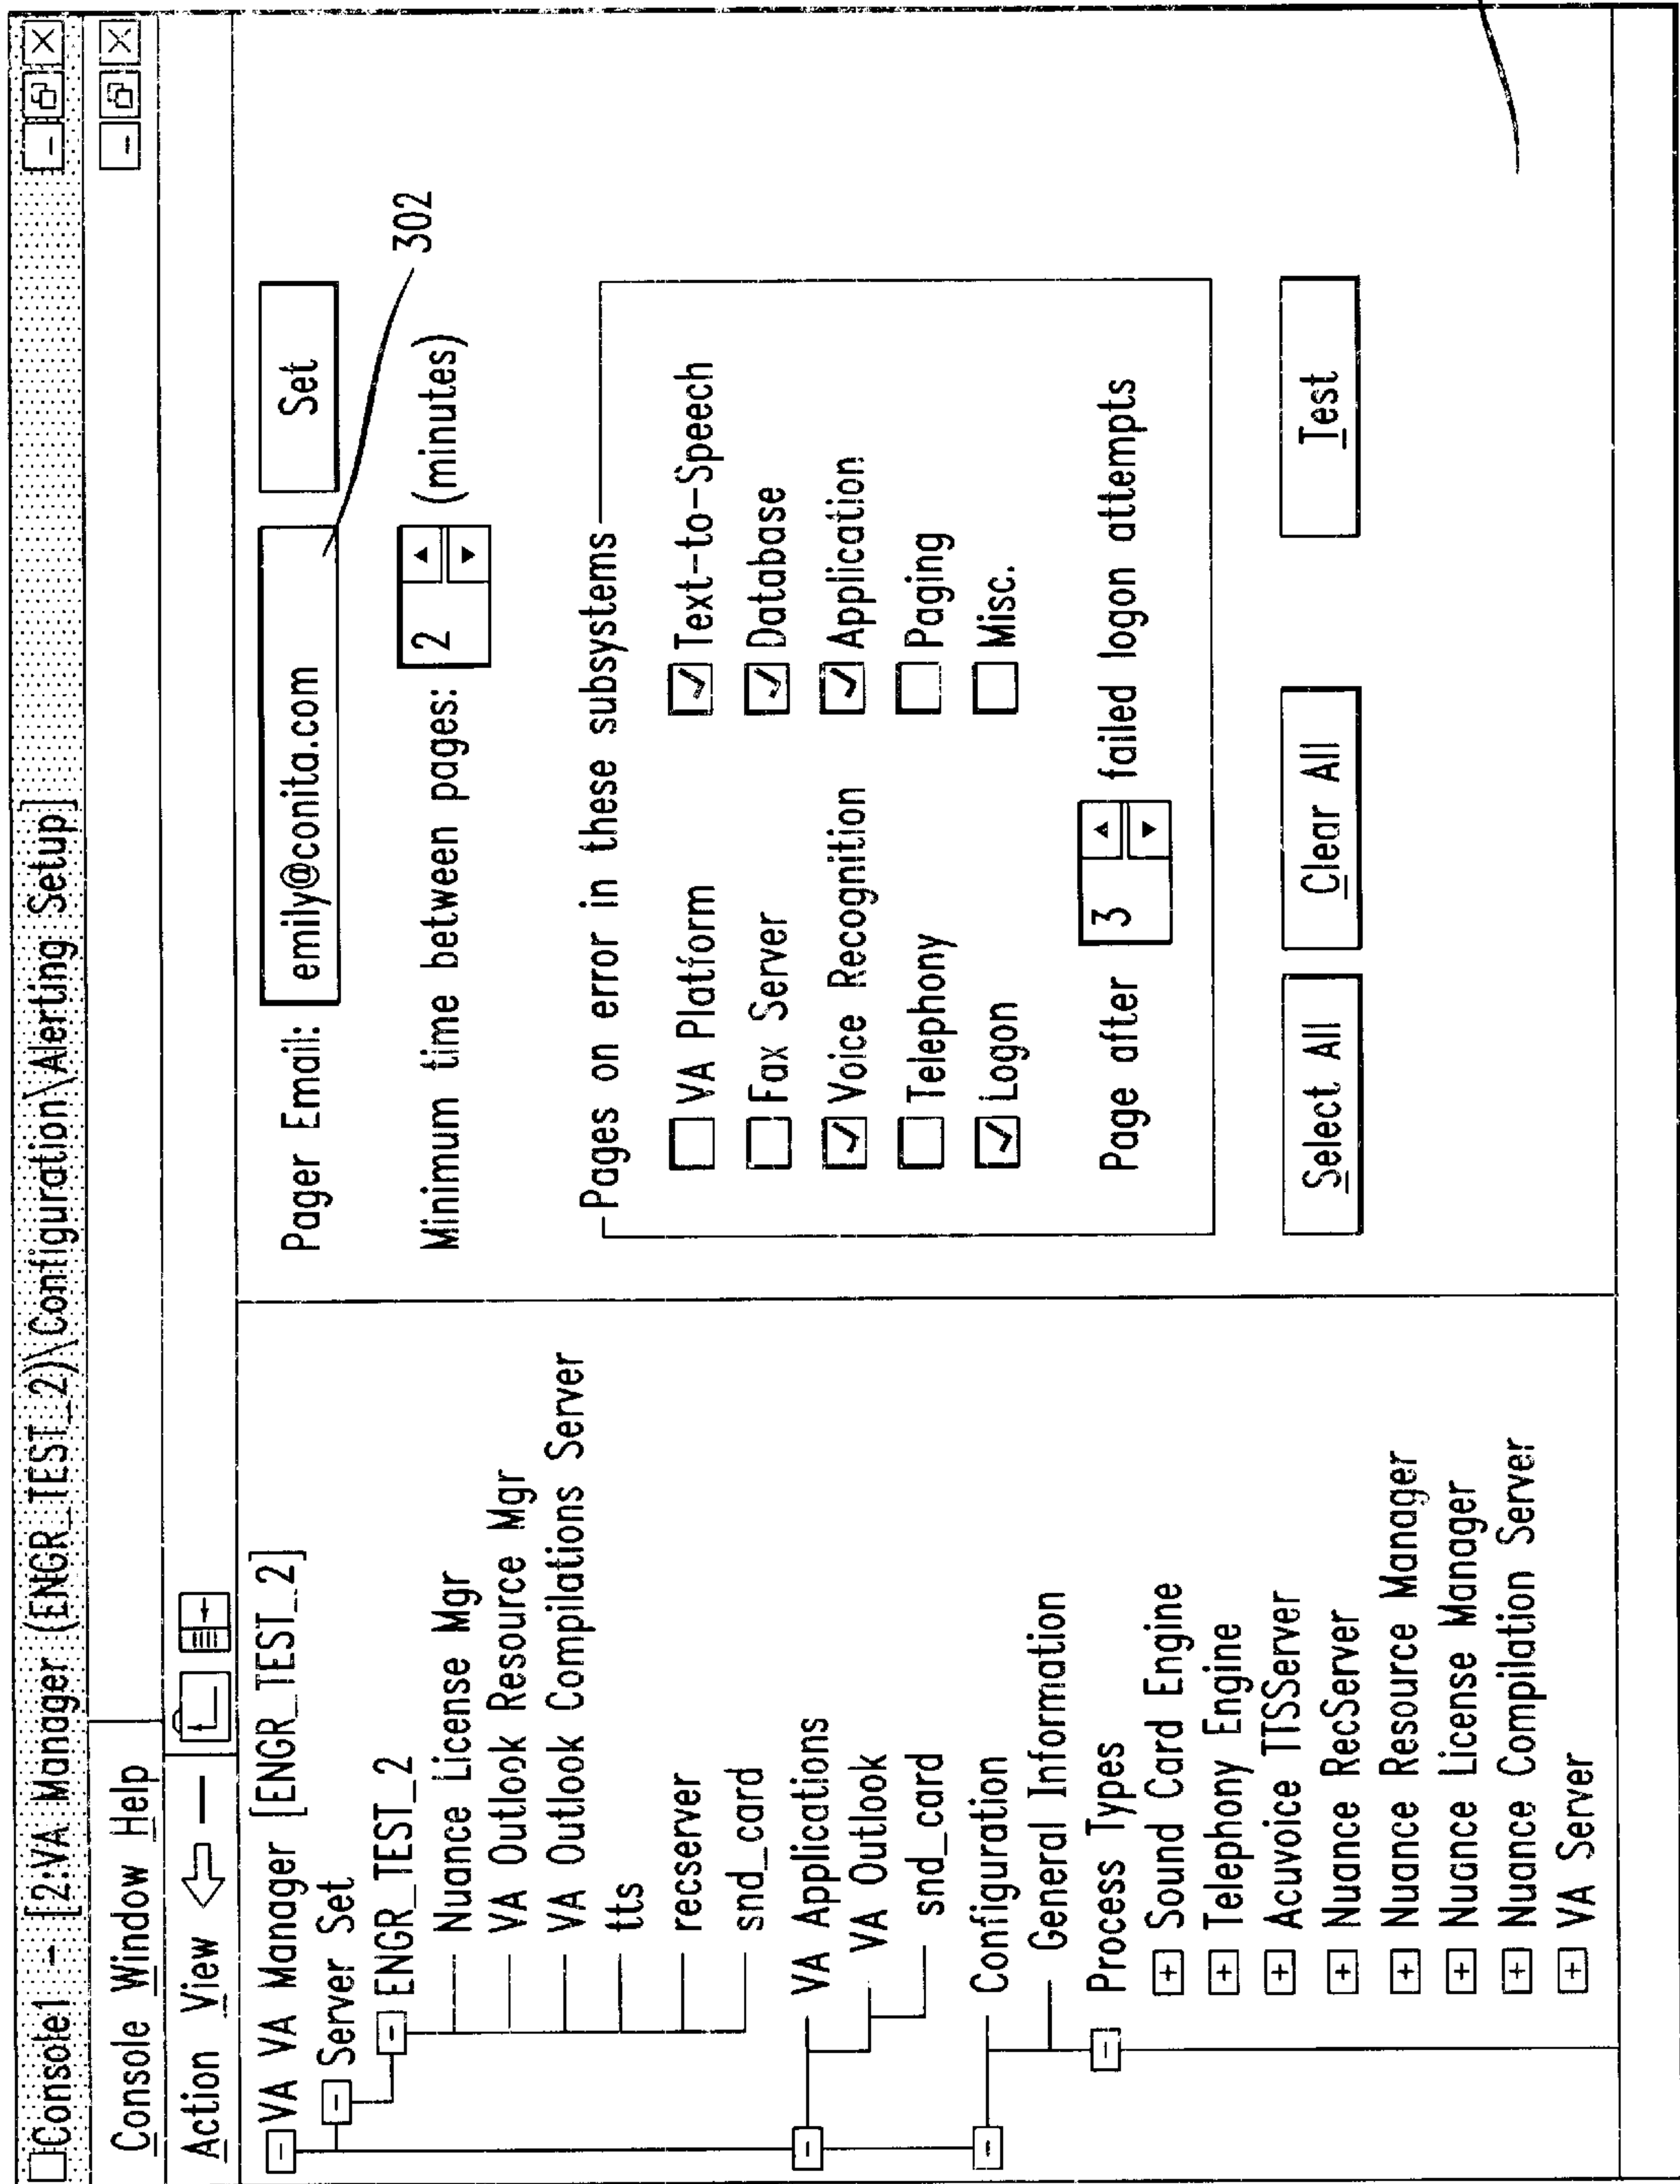 Console1 - [2:VA Manager (ENGR_TEST_2)\Configuration\Alerting Setup]
Console Window Help
Action View
VA VA Manager [ENGR_TEST_2]
Server Set
ENGR_TEST_2
Nuance License Mgr
VA Outlook Resource Mgr
VA Outlook Compilations Server
tts
recserver
snd_card
VA Applications
VA Outlook
snd_card
Configuration
General Information
Process Types
Sound Card Engine
Telephony Engine
Acuvoice TTSServer
Nuance RecServer
Nuance Resource Manager
Nuance License Manager
Nuance Compilation Server
VA Server
Pager Email: emily@conita.com Set
302
Minimum time between pages: 2 (minutes)
Pages on error in these subsystems
VA Platform Text-to-Speech
Fax Server Database
Voice Recognition Application
Telephony Paging
Logon Misc.
Page after 3 failed logon attempts
Select All Clear All Test